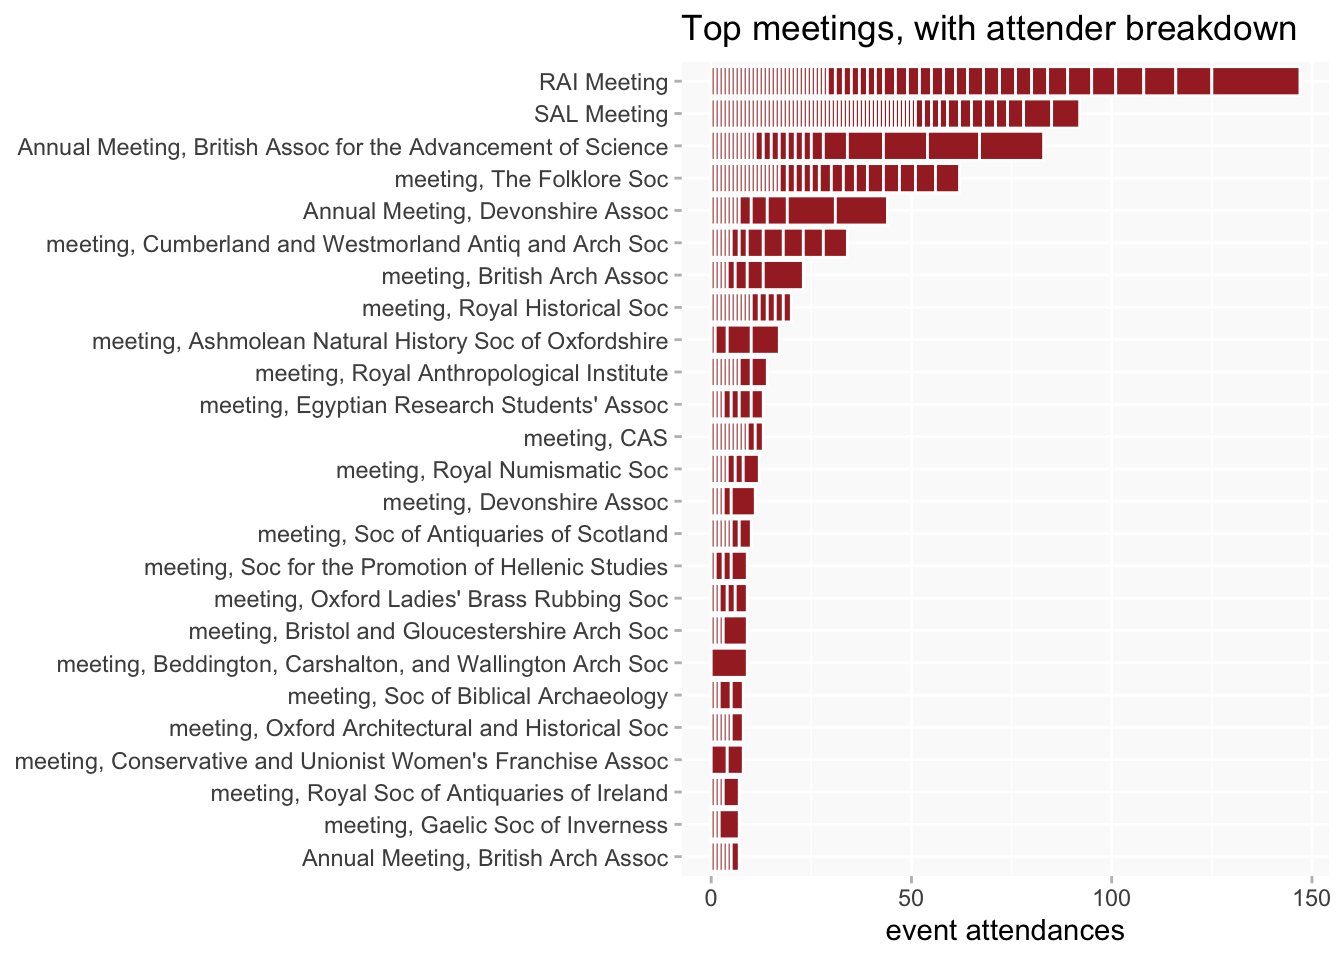 Top meetings, with attender breakdown
RAI Meeting
SAL Meeting
Annual Meeting, British Assoc for the Advancement of Science
meeting, The Folklore Soc
Annual Meeting, Devonshire Assoc
meeting, Cumberland and Westmorland Antiq and Arch Soc
meeting, British Arch Assoc
meeting, Royal Historical Soc
meeting, Ashmolean Natural History Soc of Oxfordshire
meeting, Royal Anthropological Institute
meeting, Egyptian Research Students' Assoc
meeting, CAS
meeting, Royal Numismatic Soc
meeting, Devonshire Assoc
meeting, Soc of Antiquaries of Scotland
meeting, Soc for the Promotion of Hellenic Studies
meeting, Oxford Ladies' Brass Rubbing Soc
meeting, Bristol and Gloucestershire Arch Soc
meeting, Beddington, Carshalton, and Wallington Arch Soc
meeting, Soc of Biblical Archaeology
meeting, Oxford Architectural and Historical Soc
meeting, Conservative and Unionist Women's Franchise Assoc
meeting, Royal Soc of Antiquaries of Ireland
meeting, Gaelic Soc of Inverness
Annual Meeting, British Arch Assoc
0 50 100 150
event attendances